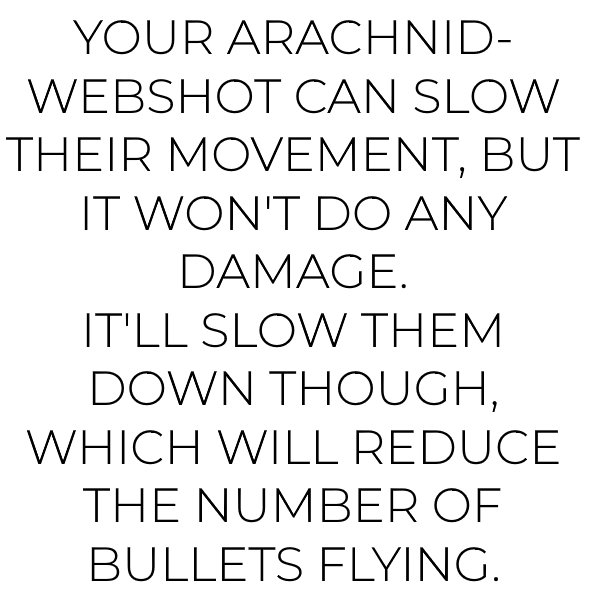 YOUR ARACHNID-
WEBSHOT CAN SLOW
THEIR MOVEMENT, BUT
IT WON'T DO ANY
DAMAGE.
IT'LL SLOW THEM
DOWN THOUGH,
WHICH WILL REDUCE
THE NUMBER OF
BULLETS FLYING.